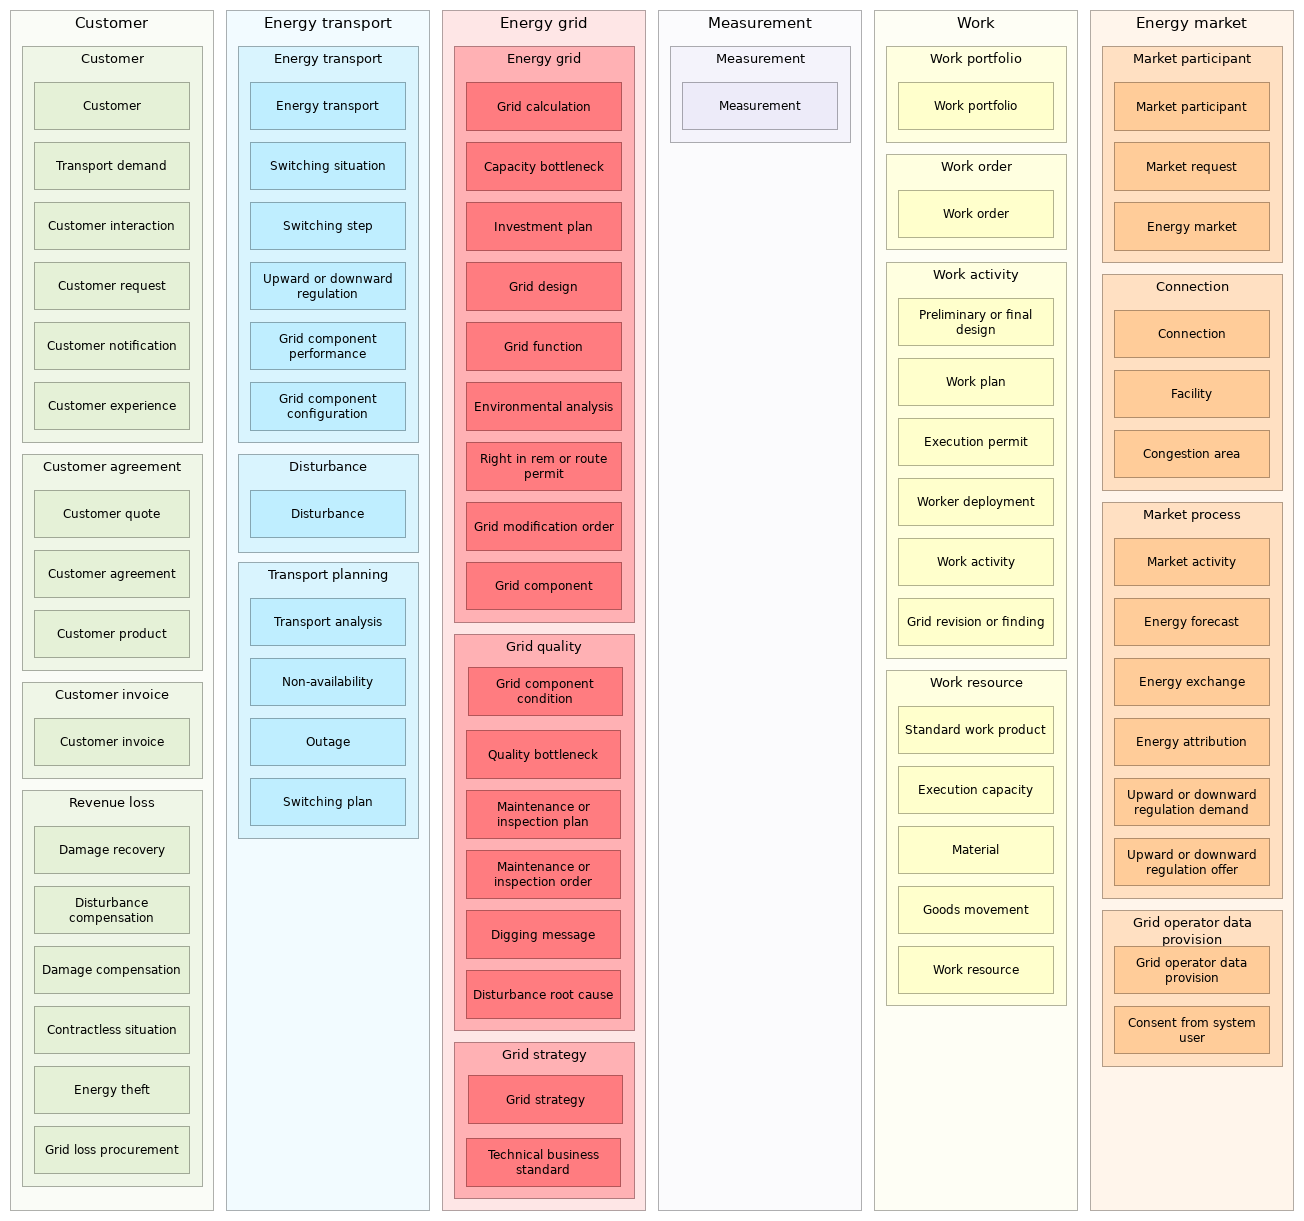 Customer
Customer
Customer
Transport demand
Customer interaction
Customer request
Customer notification
Customer experience
Customer agreement
Customer quote
Customer agreement
Customer product
Customer invoice
Customer invoice
Revenue loss
Damage recovery
Disturbance
compensation
Damage compensation
Contractless situation
Energy theft
Grid loss procurement
Energy transport
Energy transport
Energy transport
Switching situation
Switching step
Upward or downward
regulation
Grid component
performance
Grid component
configuration
Disturbance
Disturbance
Transport planning
Transport analysis
Non-availability
Outage
Switching plan
Energy grid
Energy grid
Grid calculation
Capacity bottleneck
Investment plan
Grid design
Grid function
Environmental analysis
Right in rem or route
permit
Grid modification order
Grid component
Grid quality
Grid component
condition
Quality bottleneck
Maintenance or
inspection plan
Maintenance or
inspection order
Digging message
Disturbance root cause
Grid strategy
Grid strategy
Technical business
standard
Measurement
Measurement
Measurement
Work
Work portfolio
Work portfolio
Work order
Work order
Work activity
Preliminary or final
design
Work plan
Execution permit
Worker deployment
Work activity
Grid revision or finding
Work resource
Standard work product
Execution capacity
Material
Goods movement
Work resource
Energy market
Market participant
Market participant
Market request
Energy market
Connection
Connection
Facility
Congestion area
Market process
Market activity
Energy forecast
Energy exchange
Energy attribution
Upward or downward
regulation demand
Upward or downward
regulation offer
Grid operator data
provision
Grid operator data
provision
Consent from system
user